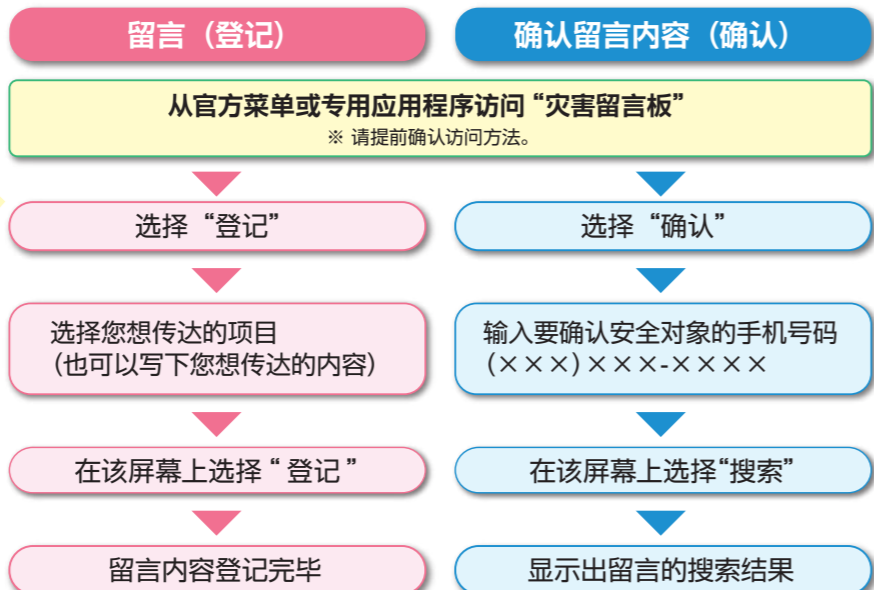 留言（登记）
确认留言内容（确认）
从官方菜单或专用应用程序访问“灾害留言板”
※ 请提前确认访问方法。
选择“登记”
选择“确认”
选择您想传达的项目
（也可以写下您想传达的内容）
输入要确认安全对象的手机号码
（×××）×××-××××
在该屏幕上选择“ 登记 ”
在该屏幕上选择“搜索”
留言内容登记完毕
显示出留言的搜索结果